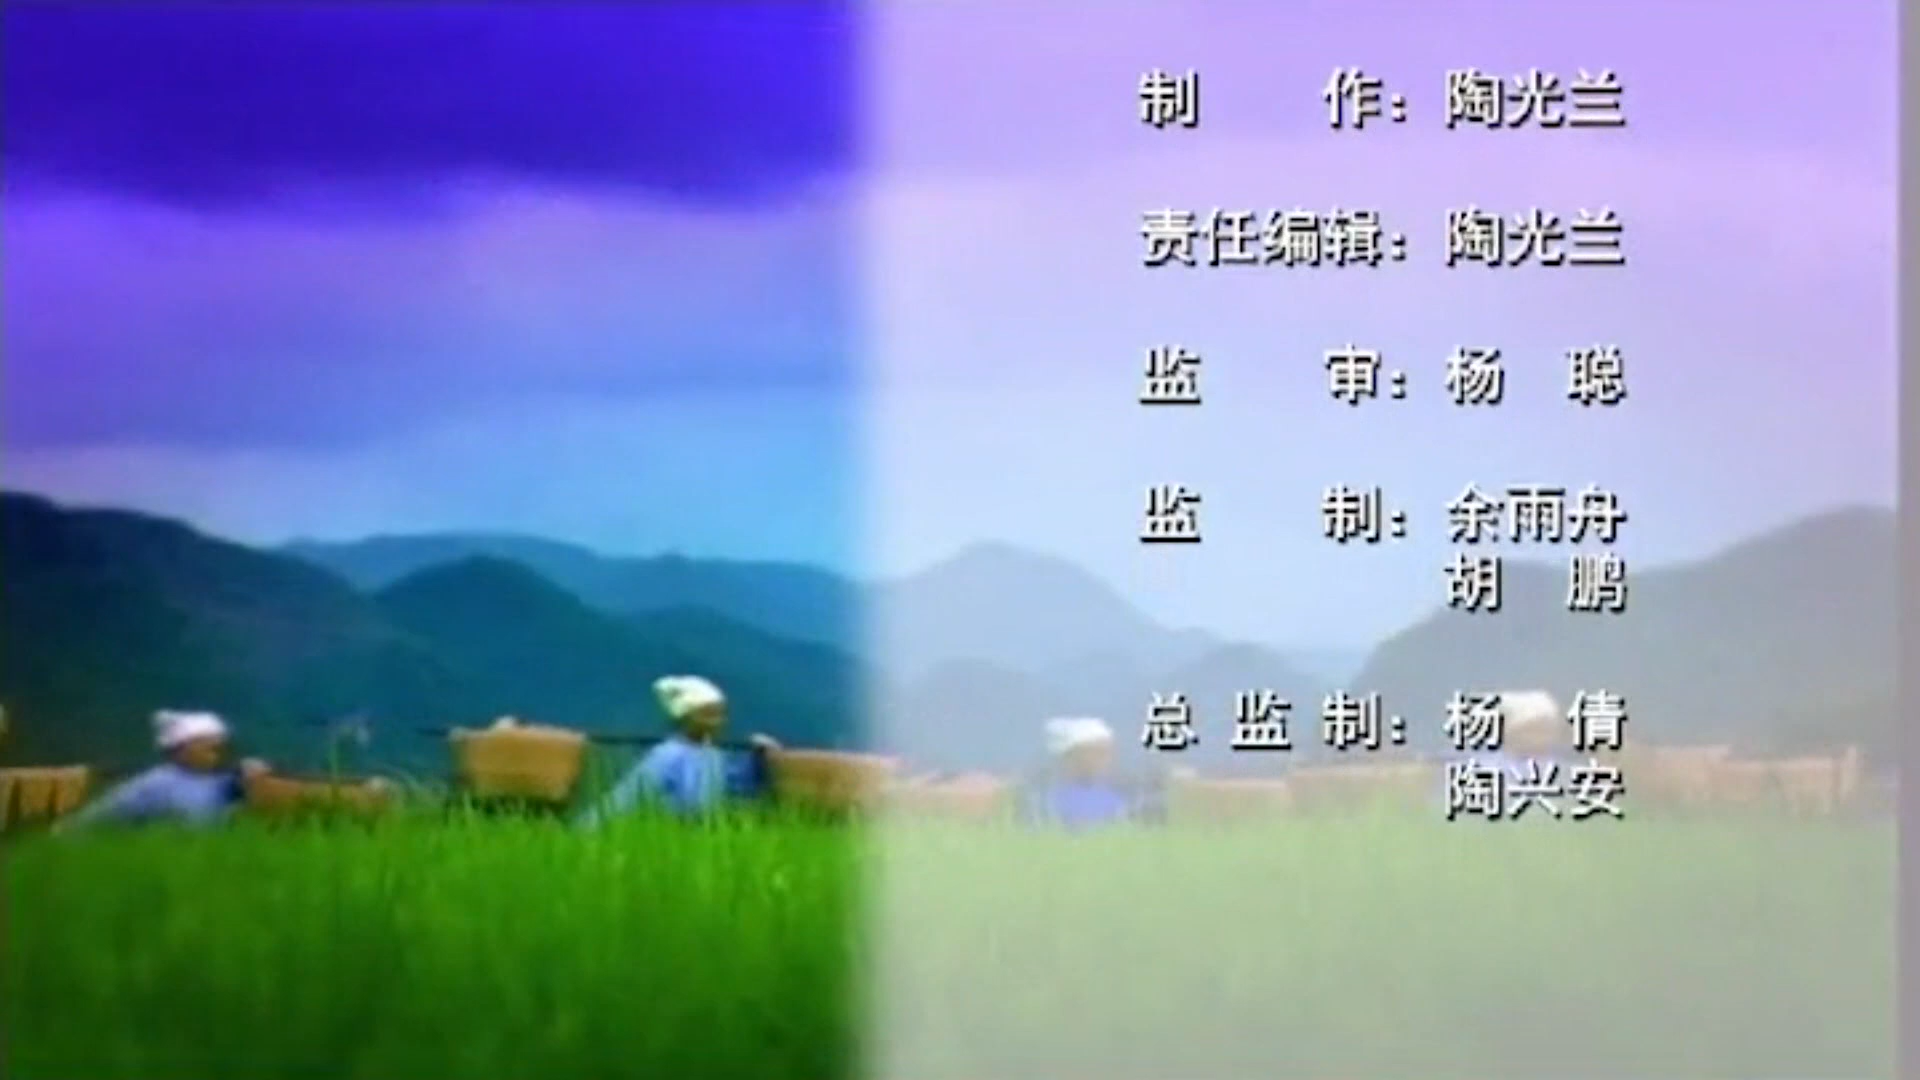 制 作：陶光兰
责任编辑：陶光兰
监 审：杨 聪
监 制：余雨舟
胡 鹏
总 监 制：杨 倩
陶兴安